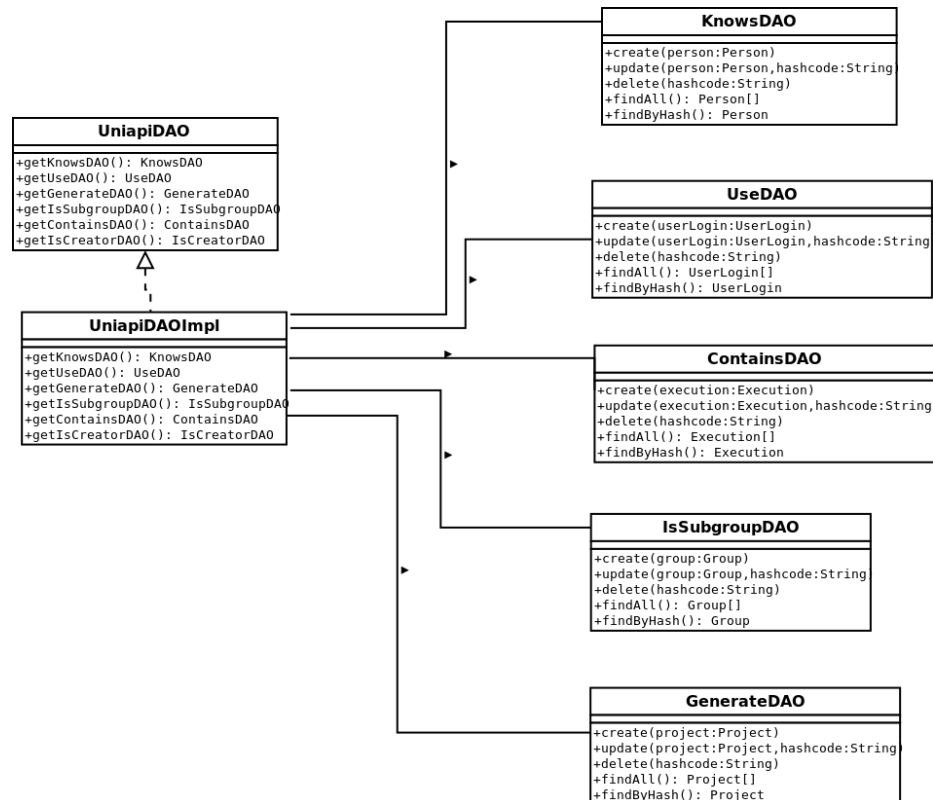 KnowsDAO
+create(person:Person)
+update(person:Person,hashcode:String)
+delete(hashcode:String)
+findAll(): Person[]
+findByHash(): Person
UniapiDAO
+getKnowsDAO(): KnowsDAO
+getUseDAO(): UseDAO
+getGenerateDAO(): GenerateDAO
+getIsSubgroupDAO(): IsSubgroupDAO
+getContainsDAO(): ContainsDAO
+getIsCreatorDAO(): IsCreatorDAO
UseDAO
+create(userLogin:UserLogin)
+update(userLogin:UserLogin,hashcode:String
+delete(hashcode:String)
+findAll(): UserLogin[]
+findByHash(): UserLogin
UniapiDAOImpl
+getKnowsDAO(): KnowsDAO
+getUseDAO(): UseDAO
+getGenerateDAO(): GenerateDAO
+getIsSubgroupDAO(): IsSubgroupDAO
+getContainsDAO(): ContainsDAO
+getIsCreatorDAO(): IsCreatorDAO
ContainsDAO
+create(execution:Execution)
+update(execution:Execution,hashcode:String
+delete(hashcode:String)
+findAll(): Execution[]
+findByHash(): Execution
IsSubgroupDAO
+create(group:Group)
+update(group:Group,hashcode:String)
+delete(hashcode:String)
+findAll(): Group[]
+findByHash(): Group
GenerateDAO
+create(project:Project)
+update(project:Project,hashcode:String)
+delete(hashcode:String)
+findAll(): Project[]
+findByHash(): Project